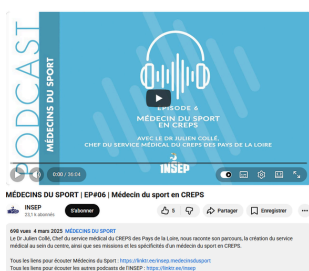 PODCAST
MÉDECINS DU SPORT
EPISODE 6
MÉDECIN DU SPORT
EN CREPS
AVEC LE DR JULIEN COLLÉ,
CHEF DU SERVICE MÉDICAL DU CREPS DES PAYS DE LA LOIRE
INSEP
MÉDECINS DU SPORT | EP#06 | Médecin du sport en CREPS
INSEP
S'abonner
5
Partager
Enregistrer
698 vues 4 mars 2025 MÉDECINS DU SPORT
Le Dr Julien Collé, Chef du service médical du CREPS des Pays de la Loire, nous raconte son parcours, la création du service
médical au sein du centre, ainsi que ses missions et les spécificités d'un médecin du sport en CREPS.
Tous les liens pour écouter Médecins du Sport : https://linktr.ee/insep.medecinsdusport
Tous les liens pour écouter les autres podcasts de l'INSEP : https://linktr.ee/insep